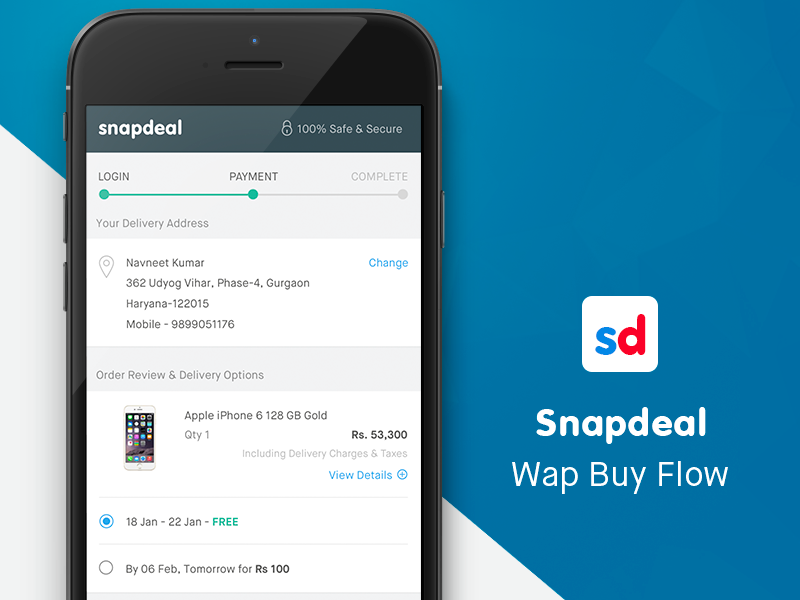 snapdeal
100% Safe & Secure
LOGIN PAYMENT COMPLETE
Your Delivery Address
Navneet Kumar Change
362 Udyog Vihar, Phase-4, Gurgaon
Haryana-122015
Mobile - 9899051176
Order Review & Delivery Options
Apple iPhone 6 128 GB Gold
Qty 1 Rs. 53,300
Including Delivery Charges & Taxes
View Details
18 Jan - 22 Jan - FREE
By 06 Feb, Tomorrow for Rs 100
sd
Snapdeal
Wap Buy Flow